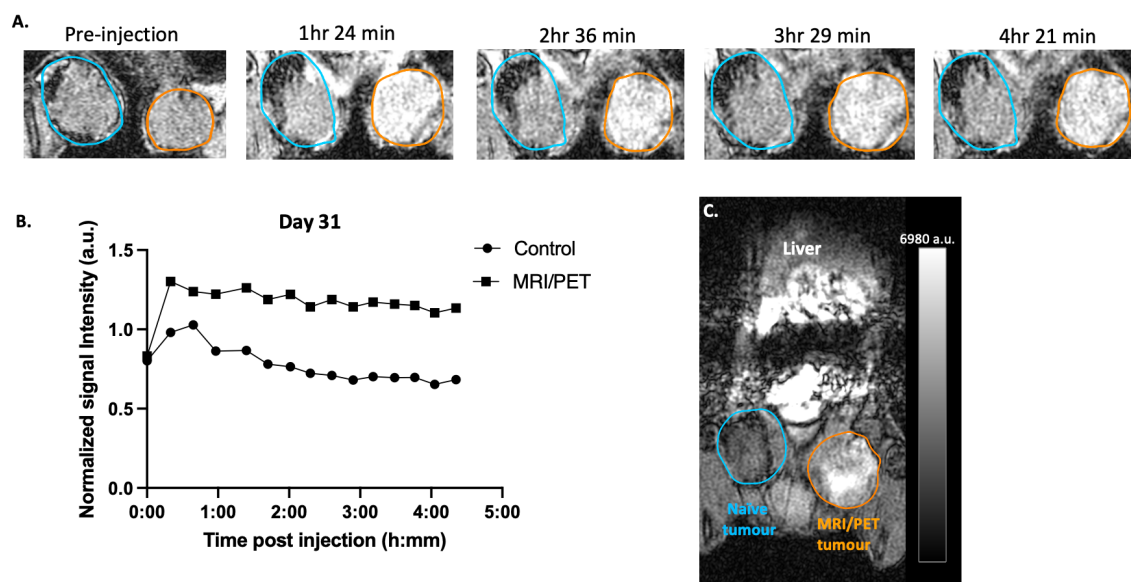 A.
Pre-injection
1hr 24 min
2hr 36 min
3hr 29 min
4hr 21 min
B.
Day 31
Normalized signal Intensity (a.u.)
1.5
1.0
0.5
0.0
0:00 1:00 2:00 3:00 4:00 5:00
Time post injection (h:mm)
Control
MRI/PET
C.
Liver
6980 a.u.
Naïve
tumour
MRI/PET
tumour